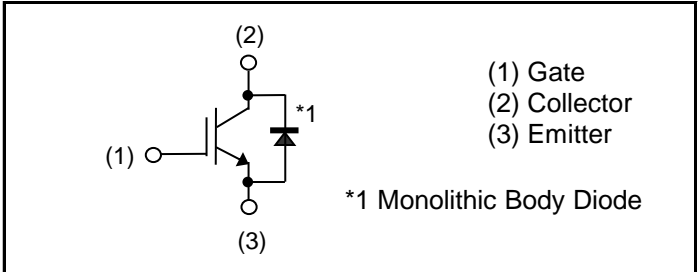 (2)
*1
(1)
(3)
(1) Gate
(2) Collector
(3) Emitter
*1 Monolithic Body Diode